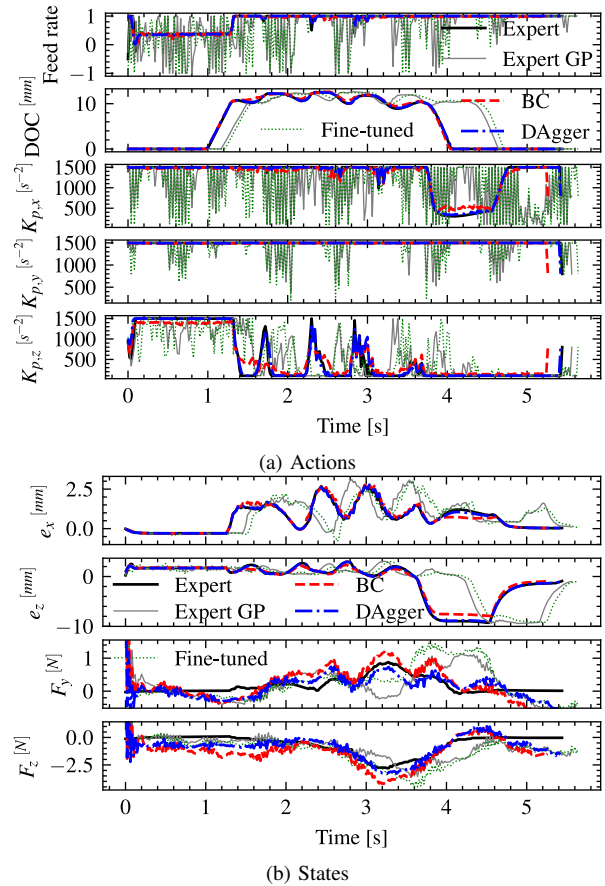 Feed rate
1
0
−1
Expert
Expert GP
DOC [mm]
10
0
Fine-tuned
BC
DAgger
K_{p,x} [s^{-2}]
1500
1000
500
K_{p,y} [s^{-2}]
1500
1000
500
K_{p,z} [s^{-2}]
1500
1000
500
0 1 2 3 4 5
Time [s]
(a) Actions
e_x [mm]
2.5
0.0
e_z [mm]
0
−10
Expert
BC
Expert GP
DAgger
F_y [N]
1
0
Fine-tuned
F_z [N]
0.0
−2.5
0 1 2 3 4 5
Time [s]
(b) States